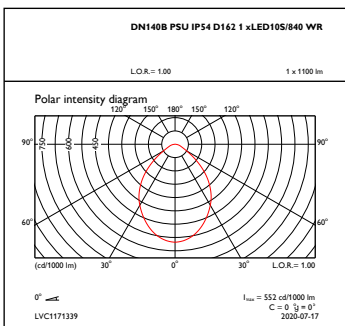 DN140B PSU IP54 D162 1 xLED10S/840 WR
L.O.R.= 1.00 1 x 1100 lm
Polar intensity diagram
120° 150° 180° 150° 120°
90° 750 600 450 90°
60° 60°
(cd/1000 lm) 30° 0° 30° L.O.R.= 1.00
0° Imax = 552 cd/1000 lm
C = 0 °g = 0°
LVC1171339 2020-07-17